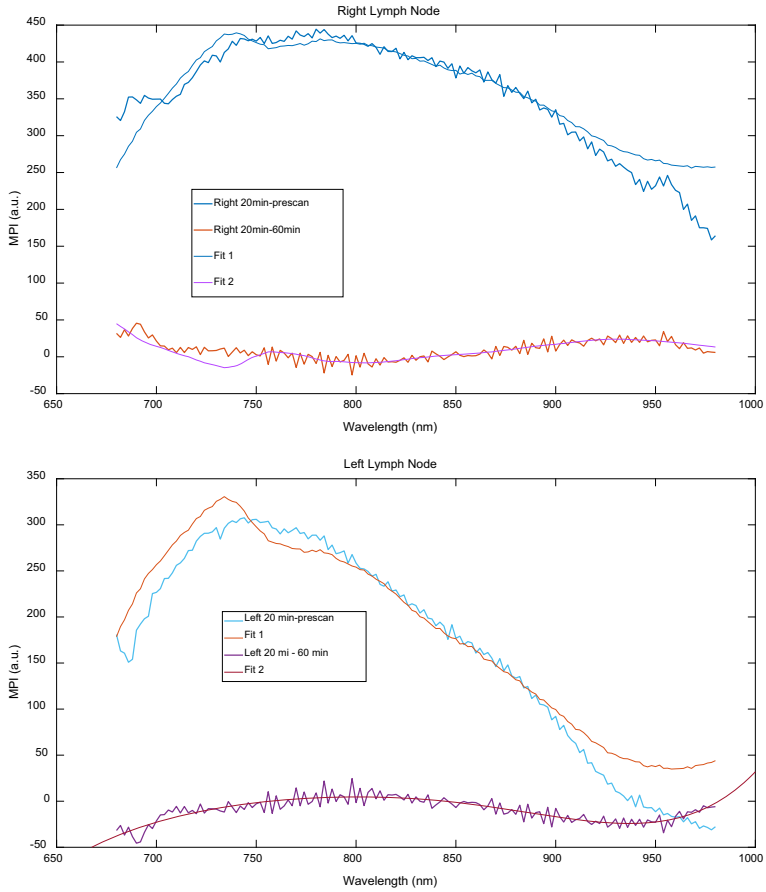 Right Lymph Node
450
400
350
300
250
200
150
100
50
0
-50
MPI (a.u.)
Right 20min-prescan
Right 20min-60min
Fit 1
Fit 2
650 700 750 800 850 900 950 1000
Wavelength (nm)
Left Lymph Node
350
300
250
200
150
100
50
0
-50
MPI (a.u.)
Left 20 min-prescan
Fit 1
Left 20 mi - 60 min
Fit 2
650 700 750 800 850 900 950 1000
Wavelength (nm)